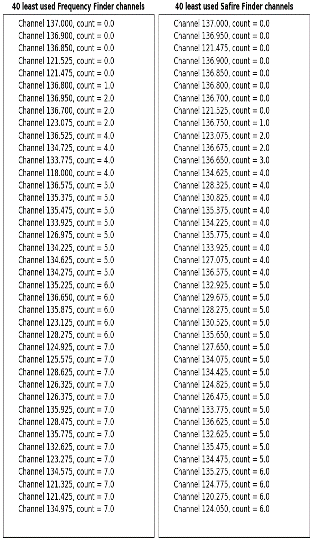 40 least used Frequency Finder channels
Channel 137.000, count = 0.0
Channel 136.900, count = 0.0
Channel 136.850, count = 0.0
Channel 121.525, count = 0.0
Channel 121.475, count = 0.0
Channel 136.800, count = 1.0
Channel 136.950, count = 2.0
Channel 136.700, count = 2.0
Channel 123.075, count = 2.0
Channel 136.525, count = 4.0
Channel 134.725, count = 4.0
Channel 133.775, count = 4.0
Channel 118.000, count = 4.0
Channel 136.575, count = 5.0
Channel 135.375, count = 5.0
Channel 135.475, count = 5.0
Channel 133.925, count = 5.0
Channel 126.975, count = 5.0
Channel 134.225, count = 5.0
Channel 134.625, count = 5.0
Channel 134.275, count = 5.0
Channel 135.225, count = 6.0
Channel 136.650, count = 6.0
Channel 135.875, count = 6.0
Channel 123.125, count = 6.0
Channel 128.275, count = 6.0
Channel 124.925, count = 7.0
Channel 125.575, count = 7.0
Channel 128.625, count = 7.0
Channel 126.325, count = 7.0
Channel 126.375, count = 7.0
Channel 135.925, count = 7.0
Channel 128.475, count = 7.0
Channel 135.775, count = 7.0
Channel 132.625, count = 7.0
Channel 123.275, count = 7.0
Channel 134.575, count = 7.0
Channel 121.325, count = 7.0
Channel 121.425, count = 7.0
Channel 134.975, count = 7.0
40 least used Safire Finder channels
Channel 137.000, count = 0.0
Channel 136.950, count = 0.0
Channel 121.475, count = 0.0
Channel 136.900, count = 0.0
Channel 136.850, count = 0.0
Channel 136.800, count = 0.0
Channel 136.700, count = 0.0
Channel 121.525, count = 0.0
Channel 136.750, count = 1.0
Channel 123.075, count = 2.0
Channel 136.675, count = 2.0
Channel 136.650, count = 3.0
Channel 134.625, count = 4.0
Channel 128.325, count = 4.0
Channel 130.825, count = 4.0
Channel 135.375, count = 4.0
Channel 134.225, count = 4.0
Channel 135.775, count = 4.0
Channel 133.925, count = 4.0
Channel 127.075, count = 4.0
Channel 136.575, count = 4.0
Channel 132.925, count = 5.0
Channel 129.675, count = 5.0
Channel 128.275, count = 5.0
Channel 130.525, count = 5.0
Channel 135.650, count = 5.0
Channel 127.650, count = 5.0
Channel 134.075, count = 5.0
Channel 134.425, count = 5.0
Channel 124.825, count = 5.0
Channel 126.475, count = 5.0
Channel 133.775, count = 5.0
Channel 136.625, count = 5.0
Channel 132.625, count = 5.0
Channel 135.475, count = 5.0
Channel 134.475, count = 5.0
Channel 135.275, count = 6.0
Channel 124.775, count = 6.0
Channel 120.275, count = 6.0
Channel 124.050, count = 6.0